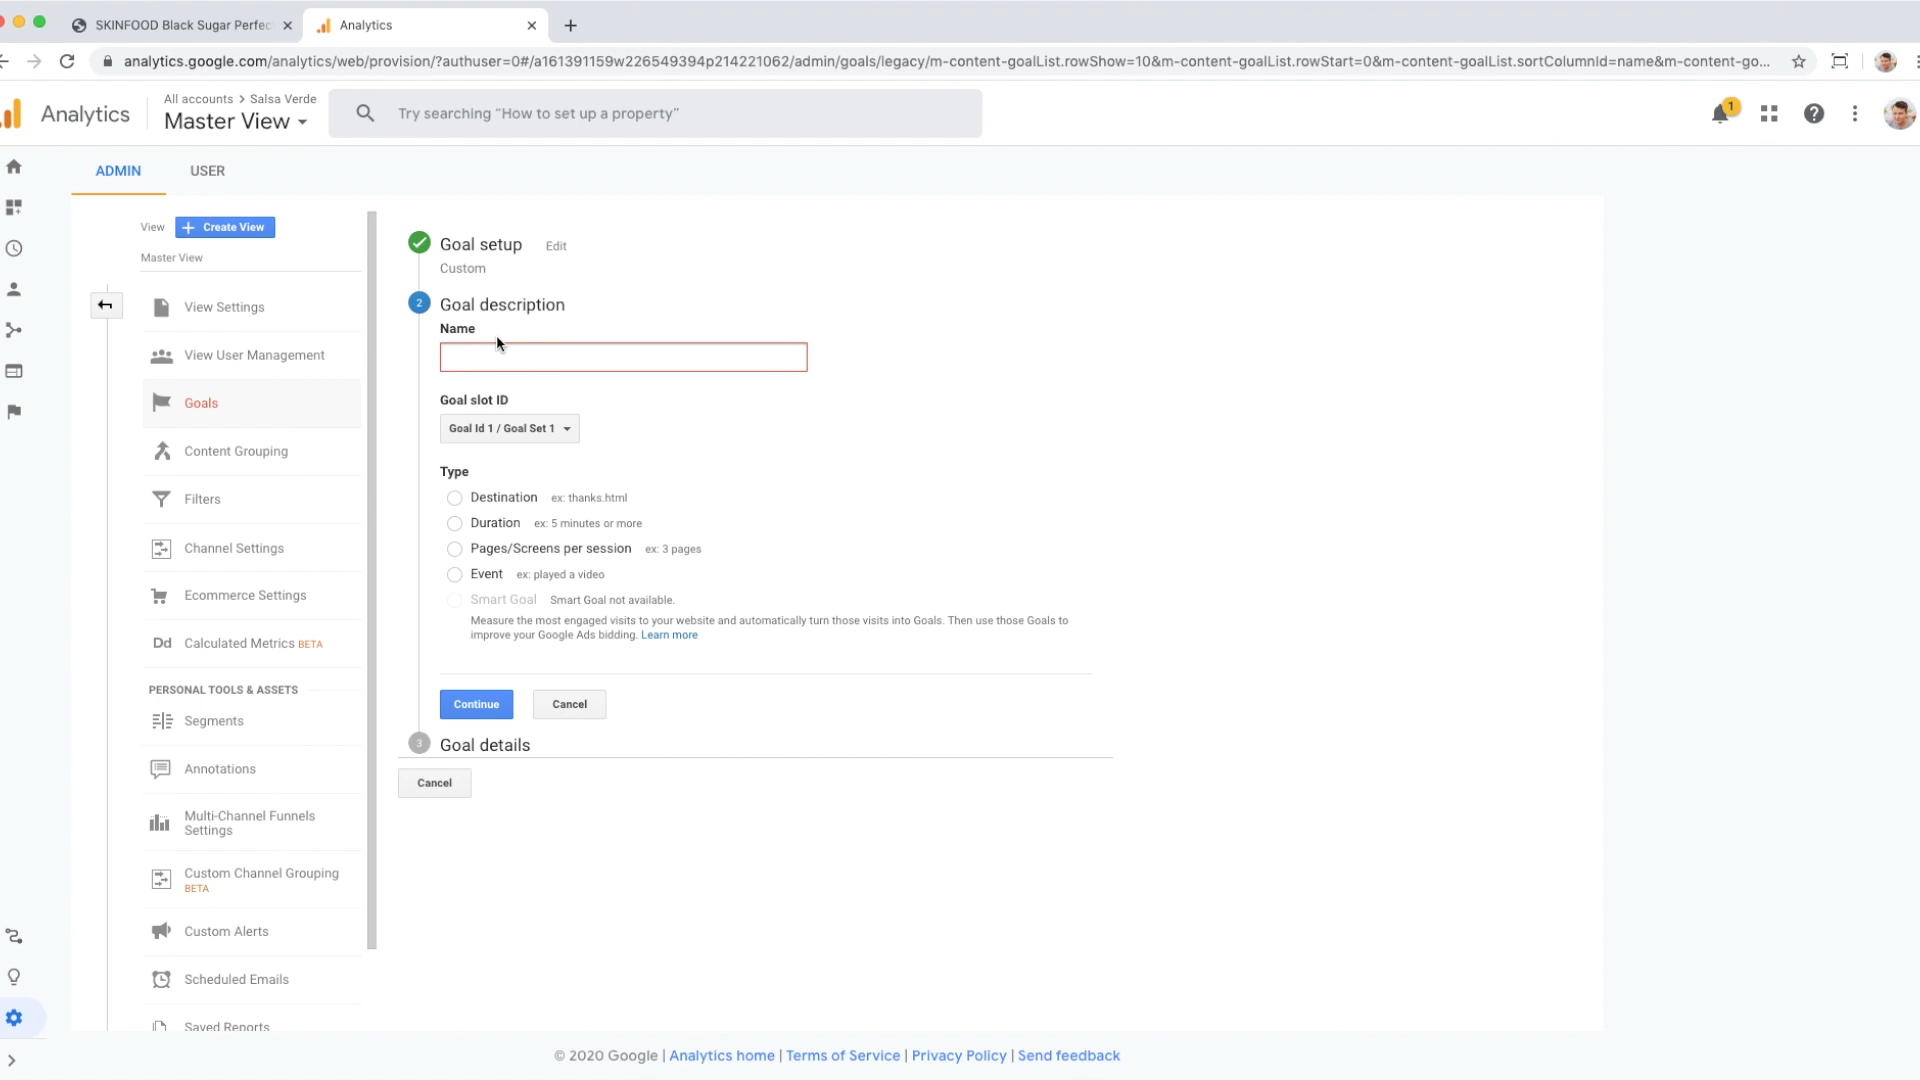 SKINFOOD Black Sugar Perfec
Analytics
analytics.google.com/analytics/web/provision/?authuser=0#/a161391159w226549394p214221062/admin/goals/legacy/m-content-goalList.rowShow=10&m-content-goalList.rowStart=0&m-content-goalList.sortColumnId=name&m-content-go...
Analytics
All accounts > Salsa Verde
Master View
Try searching “How to set up a property”
1
ADMIN
USER
View
Create View
Master View
View Settings
View User Management
Goals
Content Grouping
Filters
Channel Settings
Ecommerce Settings
Dd Calculated Metrics BETA
PERSONAL TOOLS & ASSETS
Segments
Annotations
Multi-Channel Funnels
Settings
Custom Channel Grouping
BETA
Custom Alerts
Scheduled Emails
Saved Reports
Goal setup Edit
Custom
2 Goal description
Name
Goal slot ID
Goal Id 1 / Goal Set 1
Type
Destination ex: thanks.html
Duration ex: 5 minutes or more
Pages/Screens per session ex: 3 pages
Event ex: played a video
Smart Goal Smart Goal not available.
Measure the most engaged visits to your website and automatically turn those visits into Goals. Then use those Goals to
improve your Google Ads bidding. Learn more
Continue
Cancel
3 Goal details
Cancel
© 2020 Google | Analytics home | Terms of Service | Privacy Policy | Send feedback